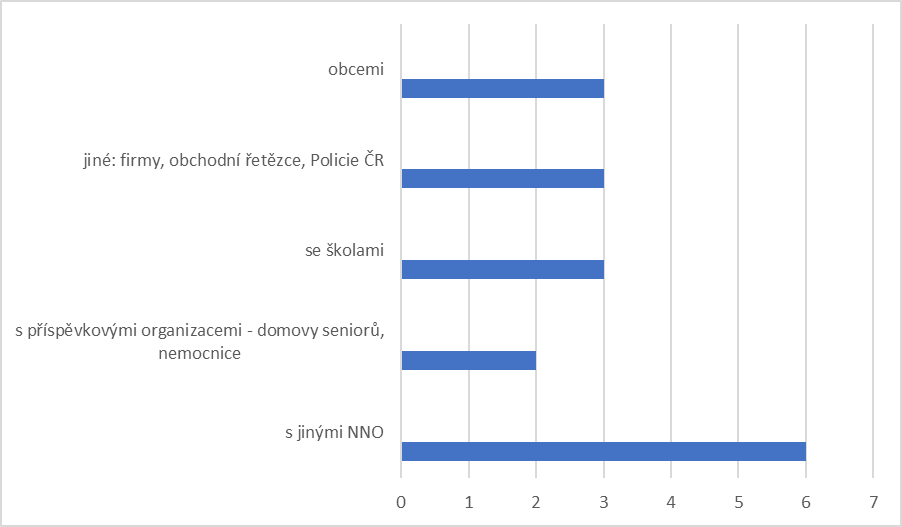 obcemi
jiné: firmy, obchodní řetězce, Policie ČR
se školami
s příspěvkovými organizacemi - domovy seniorů,
nemocnice
s jinými NNO
0 1 2 3 4 5 6 7